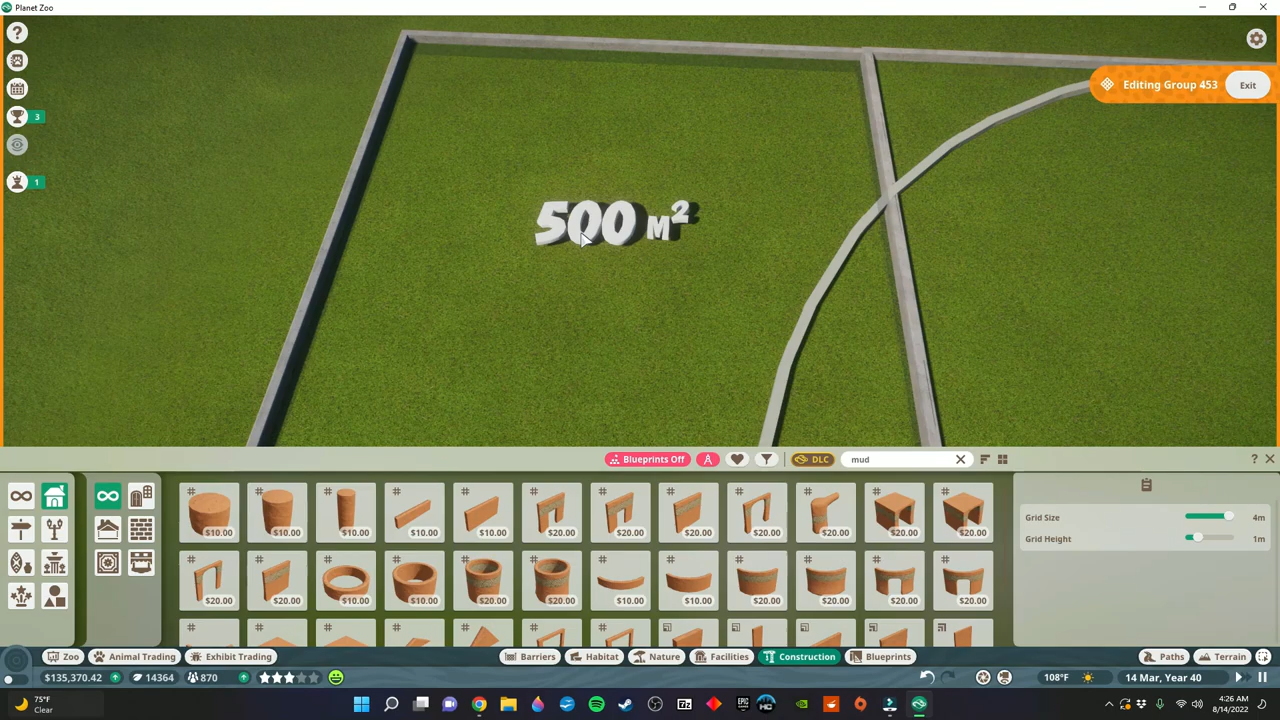 Planet Zoo
3
1
Editing Group 453
Exit
500 M²
Blueprints Off
DLC
mud
$10.00 $10.00 $10.00 $10.00 $10.00 $20.00 $20.00 $20.00 $20.00 $20.00 $20.00 $20.00
$20.00 $20.00 $10.00 $10.00 $20.00 $20.00 $10.00 $10.00 $20.00 $20.00 $20.00 $20.00
Grid Size 4m
Grid Height 1m
Zoo Animal Trading Exhibit Trading Barriers Habitat Nature Facilities Construction Blueprints Paths Terrain
$135,370.42 14364 870 108°F 14 Mar, Year 40
75°F
Clear
4:26 AM
8/14/2022